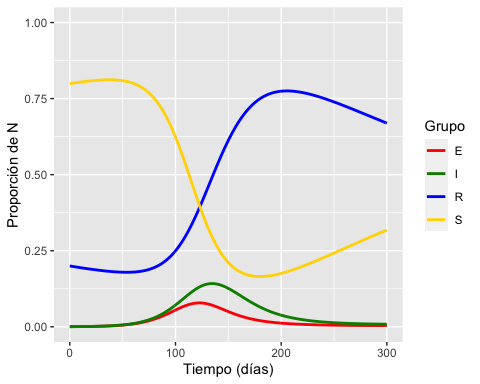 1.00
0.75
0.50
0.25
0.00
Proporción de N
0
100
200
300
Tiempo (días)
Grupo
E
I
R
S